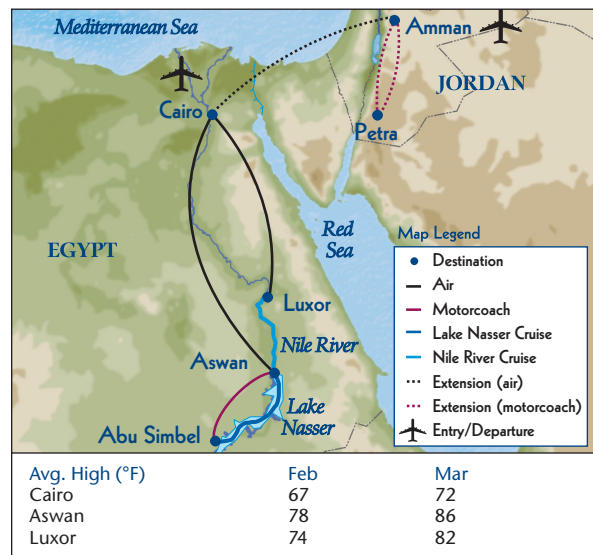 Mediterranean Sea
Amman
JORDAN
Cairo
Petra
Red
Sea
EGYPT
Luxor
Nile River
Aswan
Lake
Nasser
Abu Simbel
Map Legend
Destination
Air
Motorcoach
Lake Nasser Cruise
Nile River Cruise
Extension (air)
Extension (motorcoach)
Entry/Departure
Avg. High (°F) Feb Mar
Cairo 67 72
Aswan 78 86
Luxor 74 82